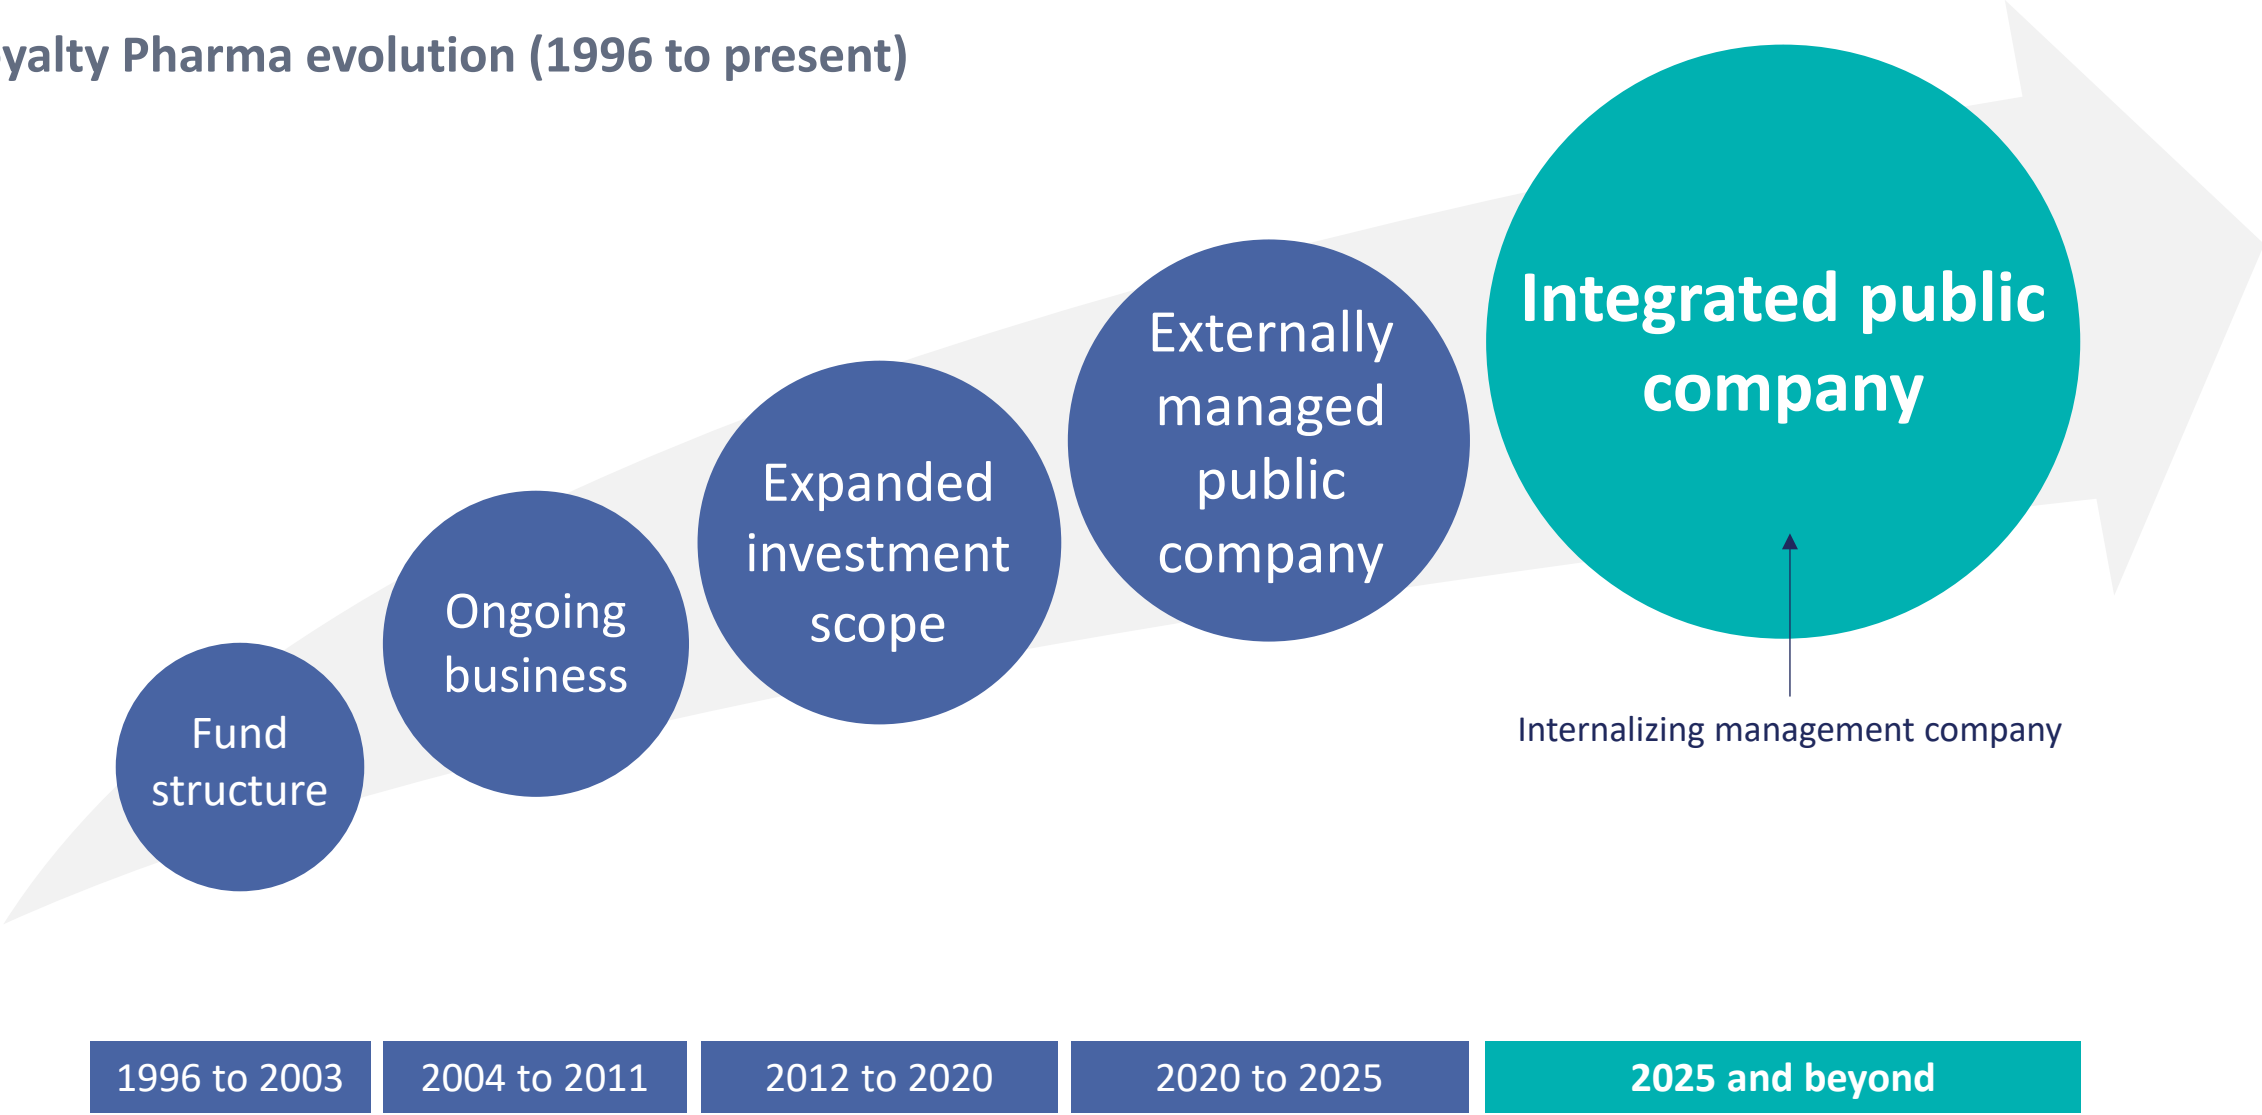 yalty Pharma evolution (1996 to present)
Integrated public
company
Externally
managed
public
company
Expanded
investment
scope
Ongoing
business
Fund
structure
Internalizing management company
1996 to 2003
2004 to 2011
2012 to 2020
2020 to 2025
2025 and beyond